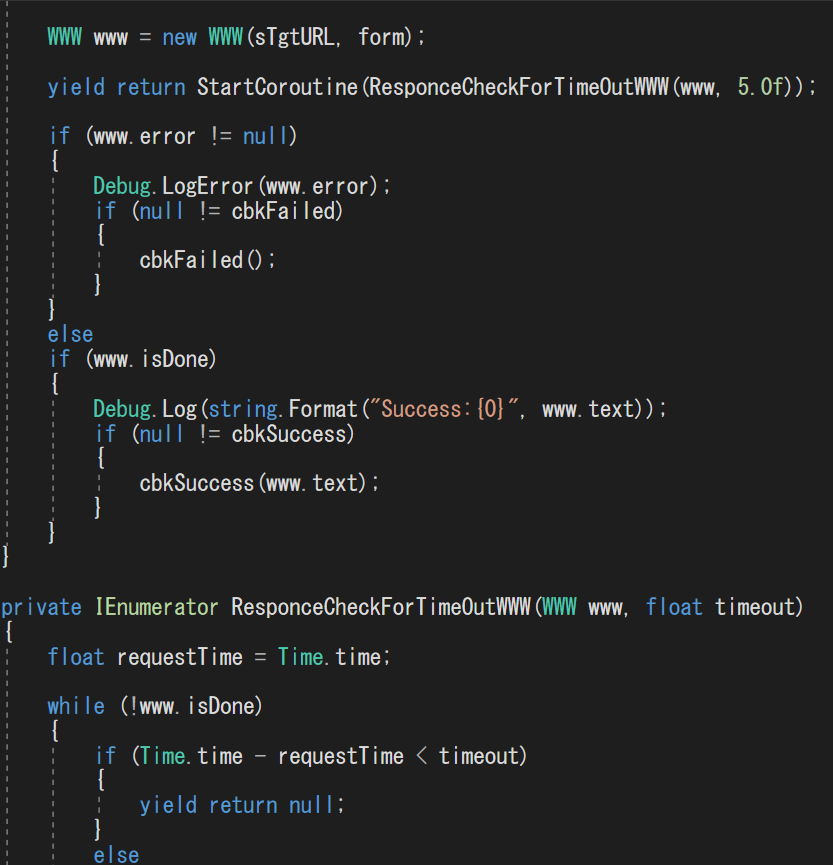 WWW www = new WWW(sTgtURL, form);
yield return StartCoroutine(ResponceCheckForTimeOutWWW(www, 5.0f));
if (www.error != null)
{
Debug.LogError(www.error);
if (null != cbkFailed)
{
cbkFailed();
}
}
else
if (www.isDone)
{
Debug.Log(string.Format("Success:{0}", www.text));
if (null != cbkSuccess)
{
cbkSuccess(www.text);
}
}
}
private IEnumerator ResponceCheckForTimeOutWWW(WWW www, float timeout)
{
float requestTime = Time.time;
while (!www.isDone)
{
if (Time.time - requestTime < timeout)
{
yield return null;
}
else